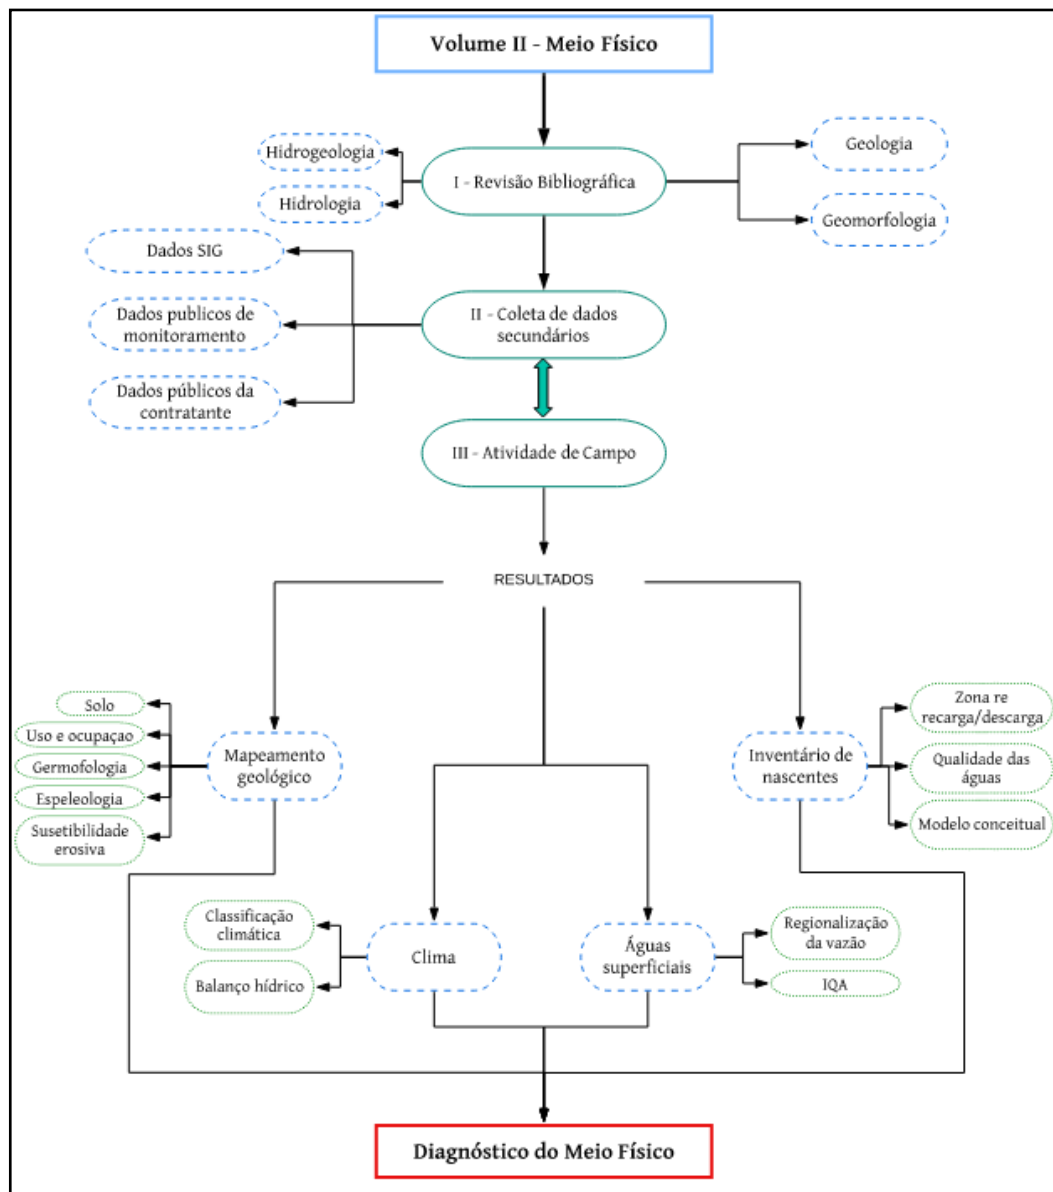 Volume II - Meio Físico
Hidrogeologia
Hidrologia
I - Revisão Bibliográfica
Geologia
Geomorfologia
Dados SIG
Dados publicos de
monitoramento
Dados públicos da
contratante
II - Coleta de dados
secundários
III - Atividade de Campo
RESULTADOS
Solo
Uso e ocupaçao
Germofologia
Espeleologia
Susetibilidade
erosiva
Mapeamento
geológico
Inventário de
nascentes
Zona re
recarga/descarga
Qualidade das
águas
Modelo conceitual
Classificação
climática
Balanço hídrico
Clima
Águas
superficiais
Regionalização
da vazão
IQA
Diagnóstico do Meio Físico